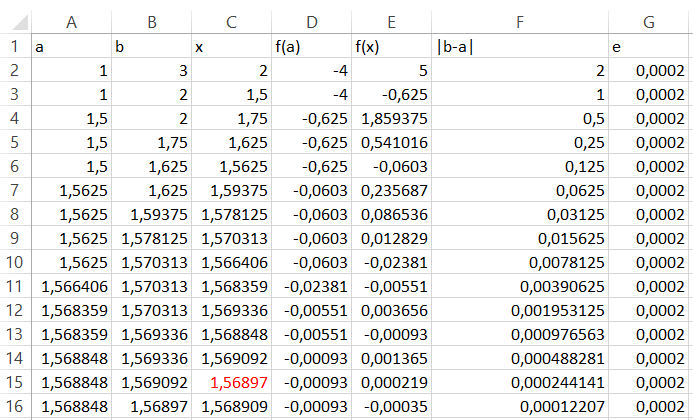 A B C D E F G
1 a b x f(a) f(x) |b-a| e
2 1 3 2 -4 5 2 0,0002
3 1 2 1,5 -4 -0,625 1 0,0002
4 1,5 2 1,75 -0,625 1,859375 0,5 0,0002
5 1,5 1,75 1,625 -0,625 0,541016 0,25 0,0002
6 1,5 1,625 1,5625 -0,625 -0,0603 0,125 0,0002
7 1,5625 1,625 1,59375 -0,0603 0,235687 0,0625 0,0002
8 1,5625 1,59375 1,578125 -0,0603 0,086536 0,03125 0,0002
9 1,5625 1,578125 1,570313 -0,0603 0,012829 0,015625 0,0002
10 1,5625 1,570313 1,566406 -0,0603 -0,02381 0,0078125 0,0002
11 1,566406 1,570313 1,568359 -0,02381 -0,00551 0,00390625 0,0002
12 1,568359 1,570313 1,569336 -0,00551 0,003656 0,001953125 0,0002
13 1,568359 1,569336 1,568848 -0,00551 -0,00093 0,000976563 0,0002
14 1,568848 1,569336 1,569092 -0,00093 0,001365 0,000488281 0,0002
15 1,568848 1,569092 1,56897 -0,00093 0,000219 0,000244141 0,0002
16 1,568848 1,56897 1,568909 -0,00093 -0,00035 0,00012207 0,0002